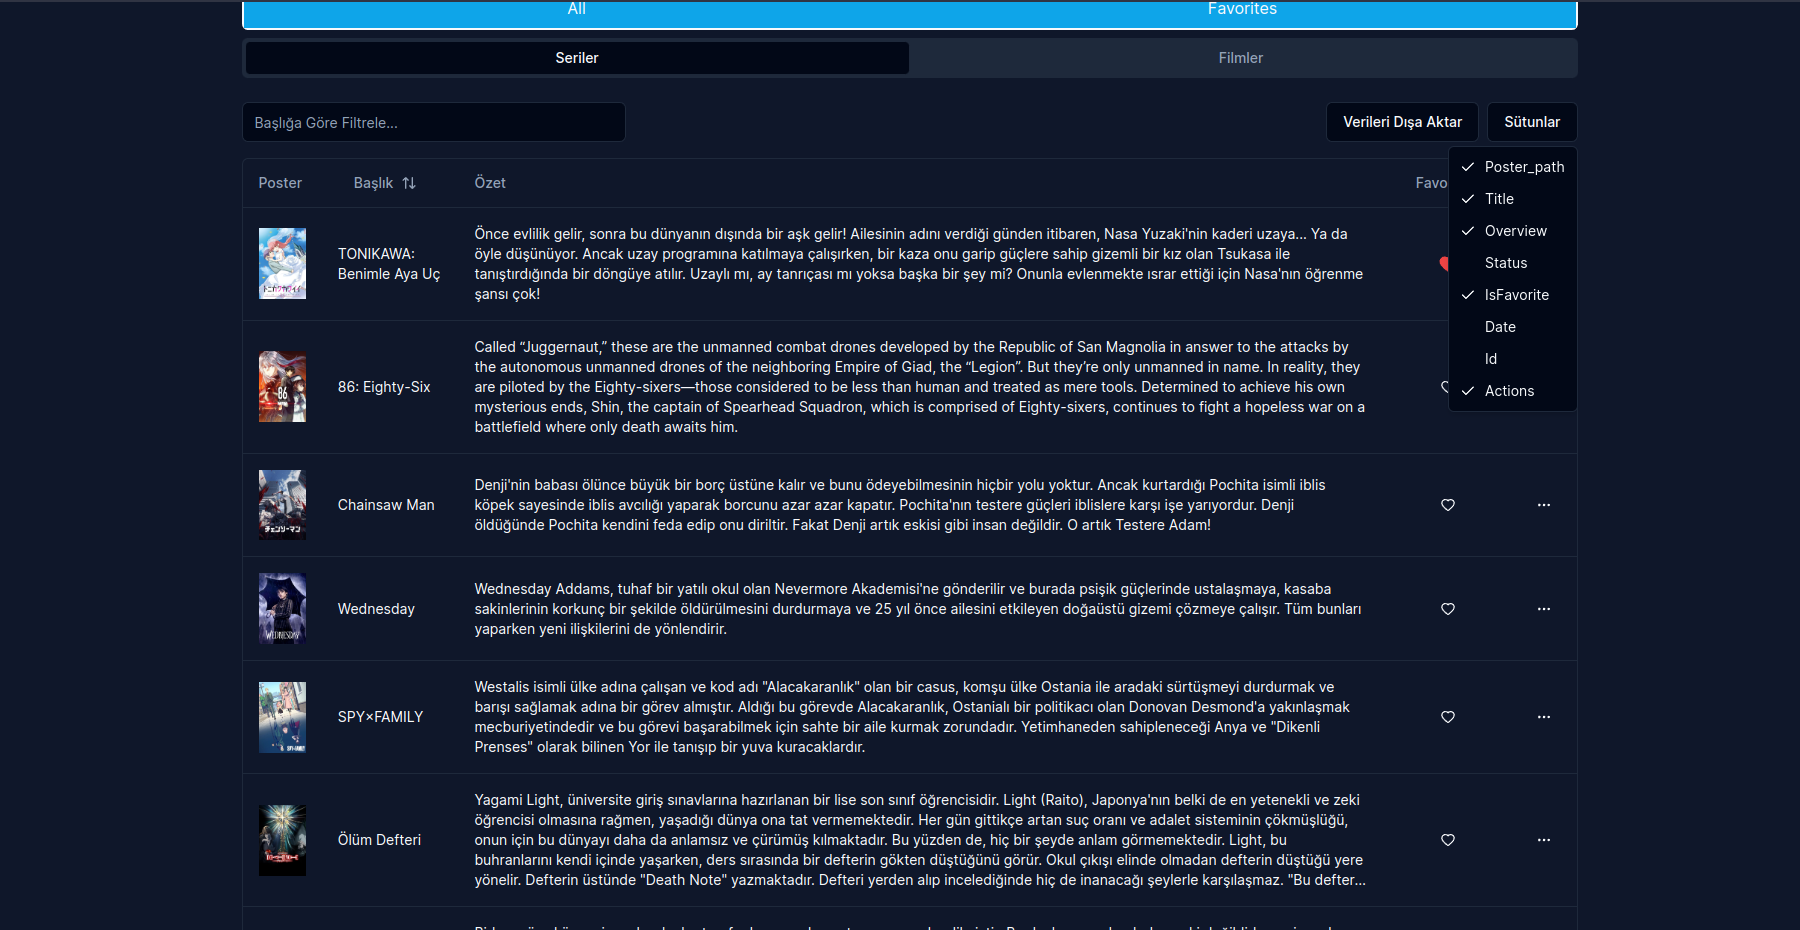 All Favorites
Seriler Filmler
Başlığa Göre Filtrele...
Verileri Dışa Aktar Sütunlar
Poster Başlık Özet Favo
Poster_path
Title
Overview
Status
IsFavorite
Date
Id
Actions
TONIKAWA:
Benimle Aya Uç
Önce evlilik gelir, sonra bu dünyanın dışında bir aşk gelir! Ailesinin adını verdiği günden itibaren, Nasa Yuzaki'nin kaderi uzaya... Ya da
öyle düşünüyor. Ancak uzay programına katılmaya çalışırken, bir kaza onu garip güçlere sahip gizemli bir kız olan Tsukasa ile
tanıştırdığında bir döngüye atılır. Uzaylı mı, ay tanrıçası mı yoksa başka bir şey mi? Onunla evlenmekte ısrar ettiği için Nasa'nın öğrenme
şansı çok!
86
86: Eighty-Six
Called “Juggernaut,” these are the unmanned combat drones developed by the Republic of San Magnolia in answer to the attacks by
the autonomous unmanned drones of the neighboring Empire of Giad, the “Legion”. But they’re only unmanned in name. In reality, they
are piloted by the Eighty-sixers—those considered to be less than human and treated as mere tools. Determined to achieve his own
mysterious ends, Shin, the captain of Spearhead Squadron, which is comprised of Eighty-sixers, continues to fight a hopeless war on a
battlefield where only death awaits him.
チェンソーマン
Chainsaw Man
Denji'nin babası ölünce büyük bir borç üstüne kalır ve bunu ödeyebilmesinin hiçbir yolu yoktur. Ancak kurtardığı Pochita isimli iblis
köpek sayesinde iblis avcılığı yaparak borcunu azar azar kapatır. Pochita'nın testere güçleri iblislere karşı işe yarıyordur. Denji
öldüğünde Pochita kendini feda edip onu diriltir. Fakat Denji artık eskisi gibi insan değildir. O artık Testere Adam!
WEDNESDAY
Wednesday
Wednesday Addams, tuhaf bir yatılı okul olan Nevermore Akademisi'ne gönderilir ve burada psişik güçlerinde ustalaşmaya, kasaba
sakinlerinin korkunç bir şekilde öldürülmesini durdurmaya ve 25 yıl önce ailesini etkileyen doğaüstü gizemi çözmeye çalışır. Tüm bunları
yaparken yeni ilişkilerini de yönlendirir.
SPY×FAMILY
SPY×FAMILY
Westalis isimli ülke adına çalışan ve kod adı "Alacakaranlık" olan bir casus, komşu ülke Ostania ile aradaki sürtüşmeyi durdurmak ve
barışı sağlamak adına bir görev almıştır. Aldığı bu görevde Alacakaranlık, Ostanialı bir politikacı olan Donovan Desmond'a yakınlaşmak
mecburiyetindedir ve bu görevi başarabilmek için sahte bir aile kurmak zorundadır. Yetimhaneden sahipleneceği Anya ve "Dikenli
Prenses" olarak bilinen Yor ile tanışıp bir yuva kuracaklardır.
Ölüm Defteri
Yagami Light, üniversite giriş sınavlarına hazırlanan bir lise son sınıf öğrencisidir. Light (Raito), Japonya'nın belki de en yetenekli ve zeki
öğrencisi olmasına rağmen, yaşadığı dünya ona tat vermemektedir. Her gün gittikçe artan suç oranı ve adalet sisteminin çökmüşlüğü,
onun için bu dünyayı daha da anlamsız ve çürümüş kılmaktadır. Bu yüzden de, hiç bir şeyde anlam görmemektedir. Light, bu
buhranlarını kendi içinde yaşarken, ders sırasında bir defterin gökten düştüğünü görür. Okul çıkışı elinde olmadan defterin düştüğü yere
yönelir. Defterin üstünde "Death Note" yazmaktadır. Defteri yerden alıp incelediğinde hiç de inanacağı şeylerle karşılaşmaz. "Bu defter...